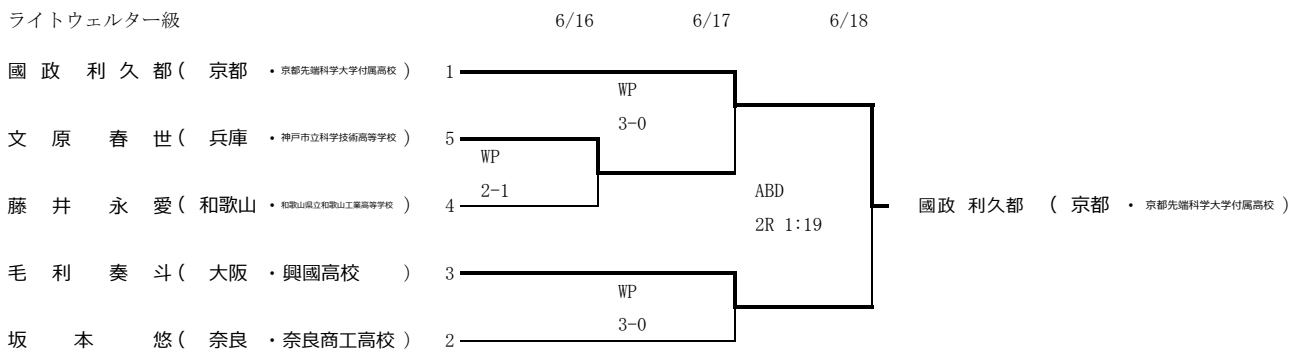 ライトウェルター級 6/16 6/17 6/18
國政 利久都 ( 京都 ・ 京都先端科学大学付属高校 ) 1
WP
3-0
文原 春世 ( 兵庫 ・ 神戸市立科学技術高等学校 ) 5
WP
2-1
藤井 永愛 ( 和歌山 ・ 和歌山県立和歌山工業高等学校 ) 4
ABD
2R 1:19
國政 利久都 ( 京都 ・ 京都先端科学大学付属高校 )
毛利 奏斗 ( 大阪 ・ 興國高校 ) 3
WP
3-0
坂本 悠 ( 奈良 ・ 奈良商工高校 ) 2